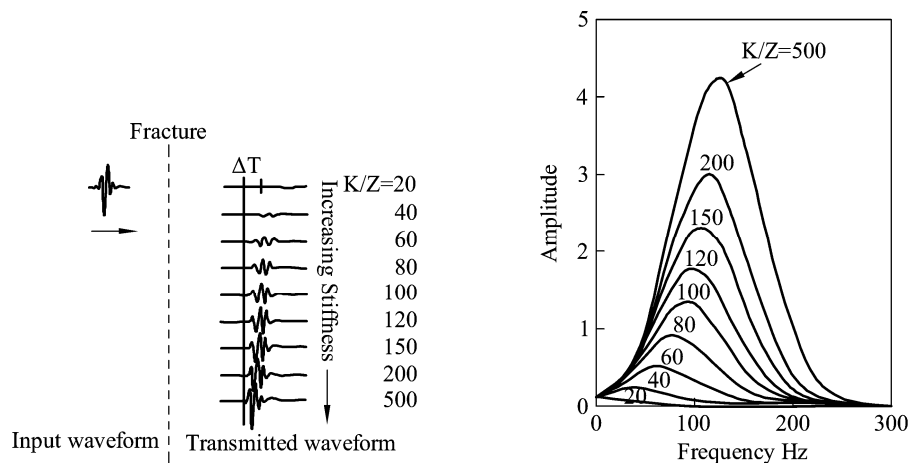 Fracture
ΔT
Increasing Stiffness
K/Z=20
40
60
80
100
120
150
200
500
Input waveform
Transmitted waveform
K/Z=500
200
150
120
100
80
60
40
20
Amplitude
5
4
3
2
1
0
0
100
200
300
Frequency Hz